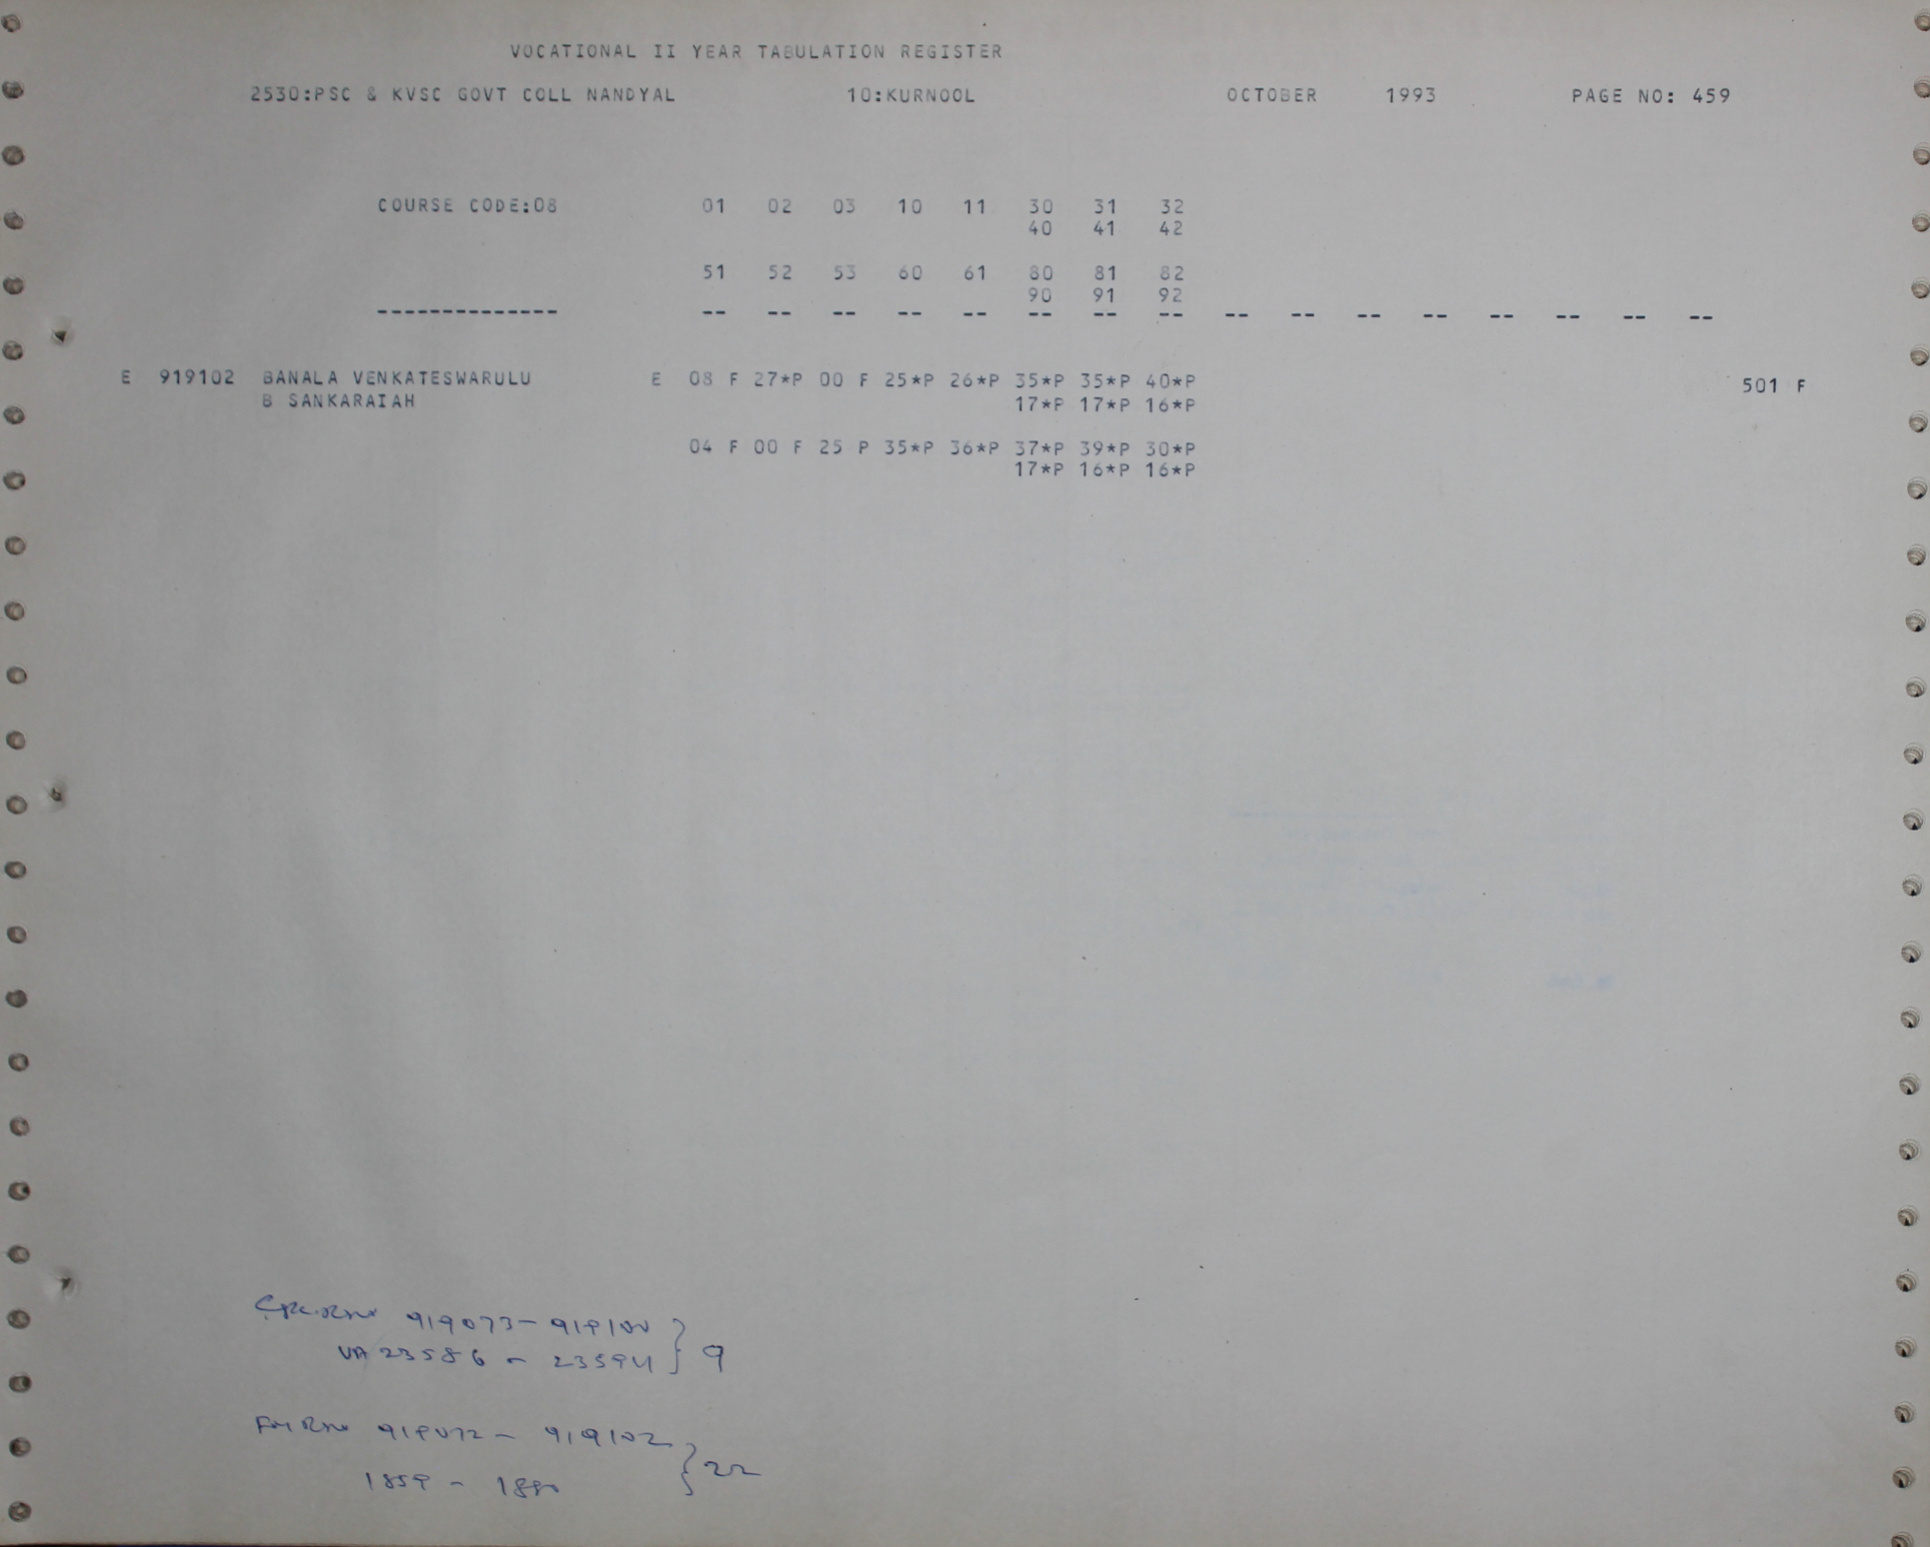 VOCATIONAL II YEAR TABULATION REGISTER
2530:PSC & KVSC GOVT COLL NANDYAL 10:KURNOOL OCTOBER 1993 PAGE NO: 459
COURSE CODE:08 01 02 03 10 11 30 31 32
40 41 42
51 52 53 60 61 80 81 82
90 91 92
-------------- -- -- -- -- -- -- -- -- -- -- -- -- -- -- -- --
E 919102 BANALA VENKATESWARULU E 08 F 27*P 00 F 25*P 26*P 35*P 35*P 40*P 501 F
B SANKARAIAH 17*P 17*P 16*P
04 F 00 F 25 P 35*P 36*P 37*P 39*P 30*P
17*P 16*P 16*P
919073 - 919100
23586 - 23594 } 9
919072 - 919102
1859 - 1880 } 22